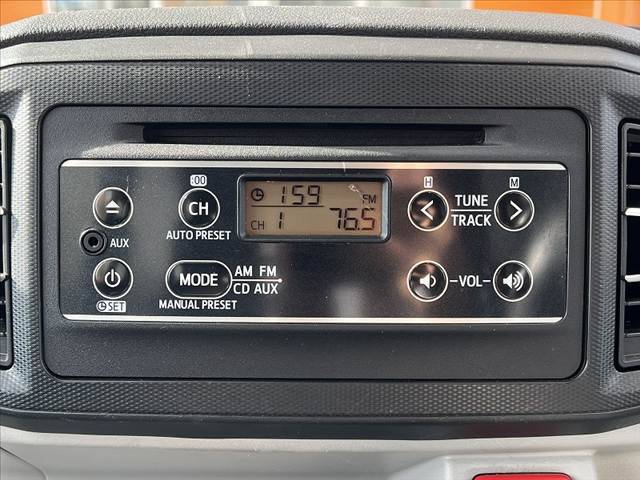 :00
H
M
1:59
FM
CH 1 76.5
CH
AUTO PRESET
TUNE
TRACK
AUX
MODE
AM FM
CD AUX
MANUAL PRESET
-VOL-
SET